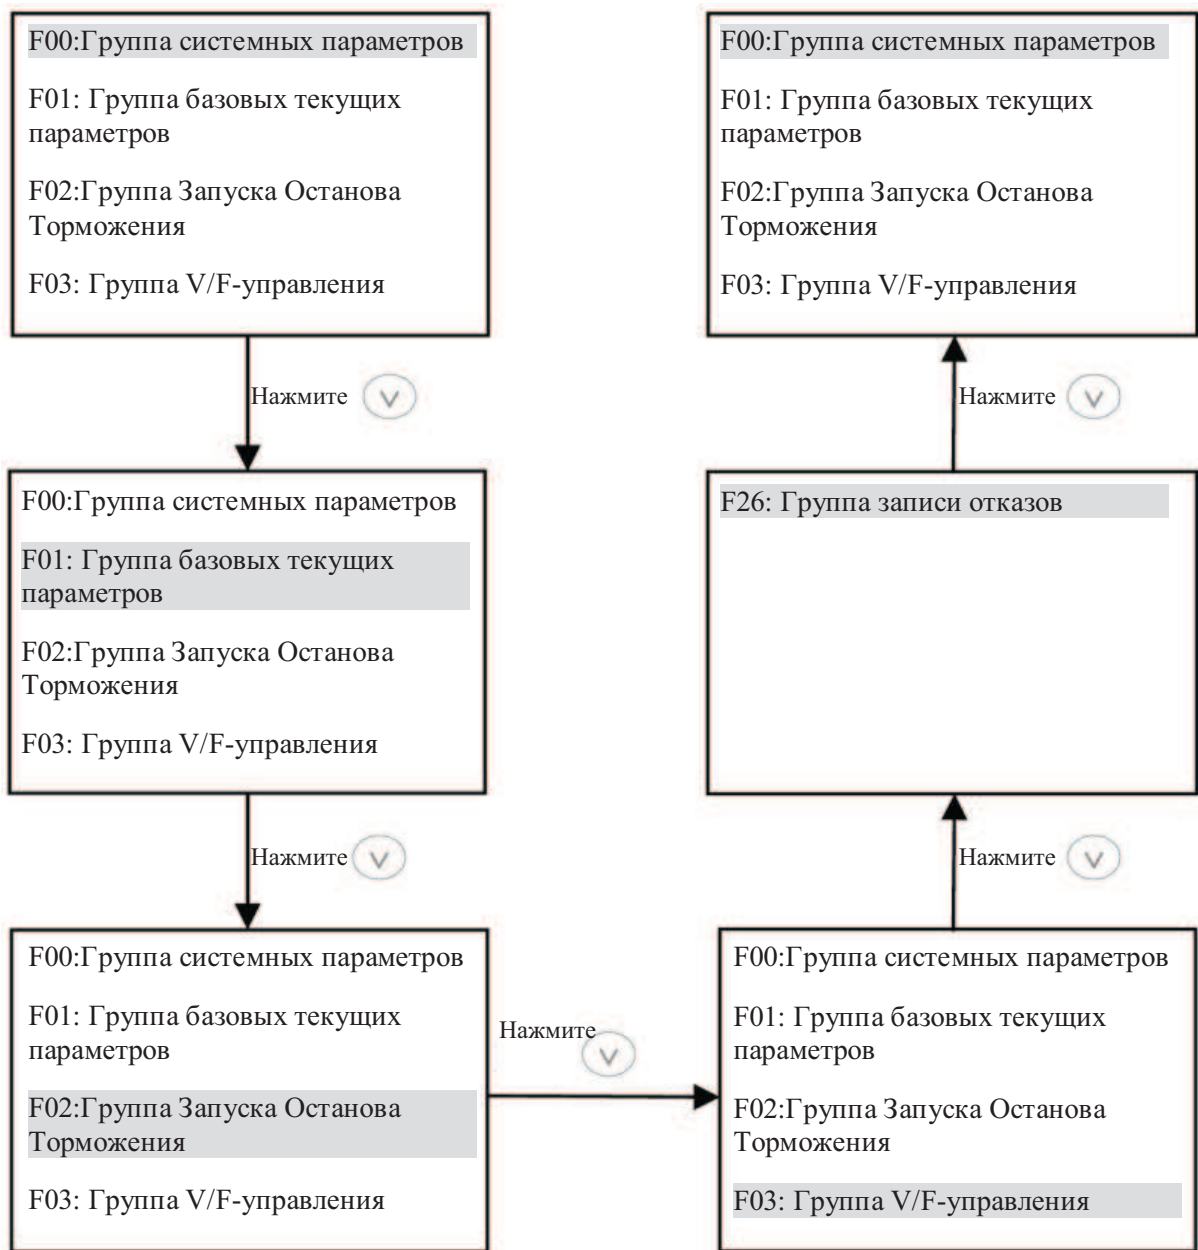 F00:Группа системных параметров
F01: Группа базовых текущих
параметров
F02:Группа Запуска Останова
Торможения
F03: Группа V/F-управления
Нажмите
F00:Группа системных параметров
F01: Группа базовых текущих
параметров
F02:Группа Запуска Останова
Торможения
F03: Группа V/F-управления
Нажмите
F00:Группа системных параметров
F01: Группа базовых текущих
параметров
F02:Группа Запуска Останова
Торможения
F03: Группа V/F-управления
Нажмите
F00:Группа системных параметров
F01: Группа базовых текущих
параметров
F02:Группа Запуска Останова
Торможения
F03: Группа V/F-управления
Нажмите
F26: Группа записи отказов
Нажмите
F00:Группа системных параметров
F01: Группа базовых текущих
параметров
F02:Группа Запуска Останова
Торможения
F03: Группа V/F-управления